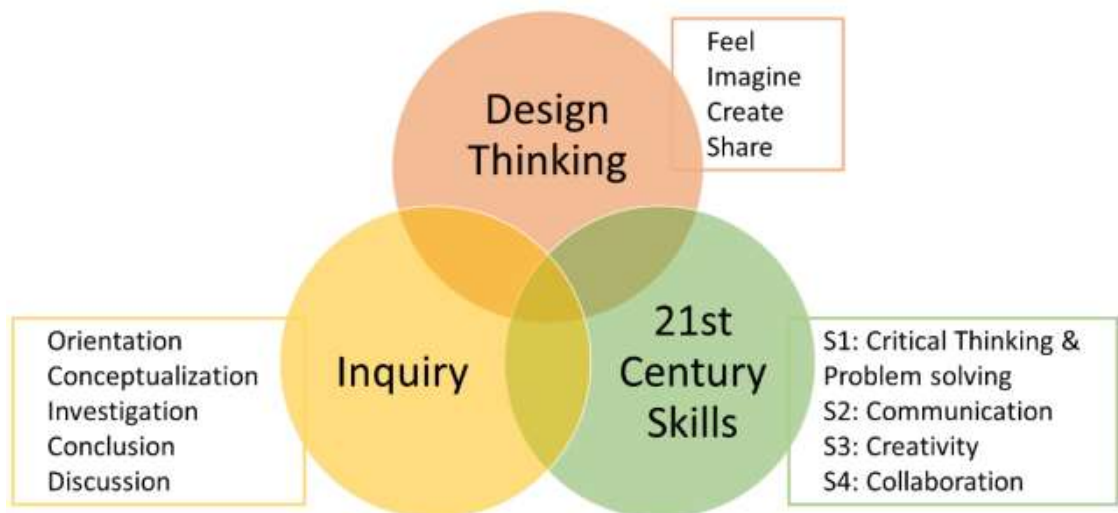 Design
Thinking
Feel
Imagine
Create
Share
Inquiry
Orientation
Conceptualization
Investigation
Conclusion
Discussion
21st
Century
Skills
S1: Critical Thinking &
Problem solving
S2: Communication
S3: Creativity
S4: Collaboration